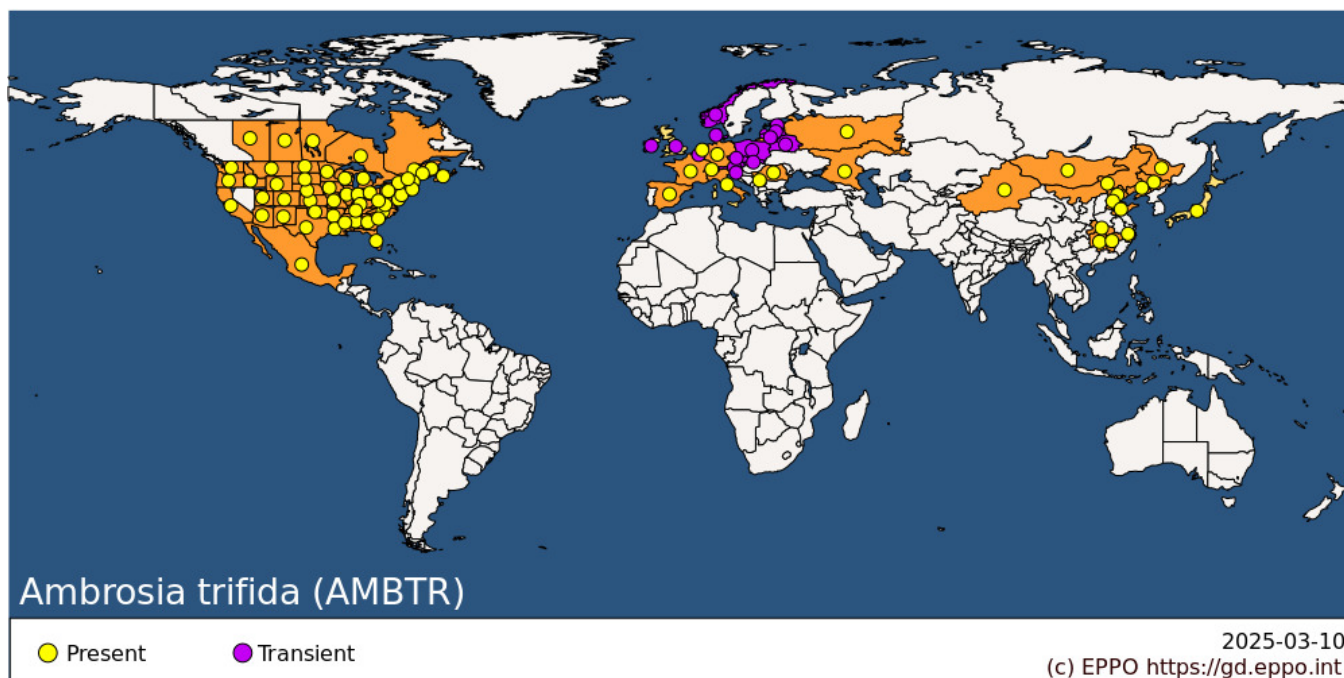 Ambrosia trifida (AMBTR)
Present
Transient
2025-03-10
(c) EPPO https://gd.eppo.int